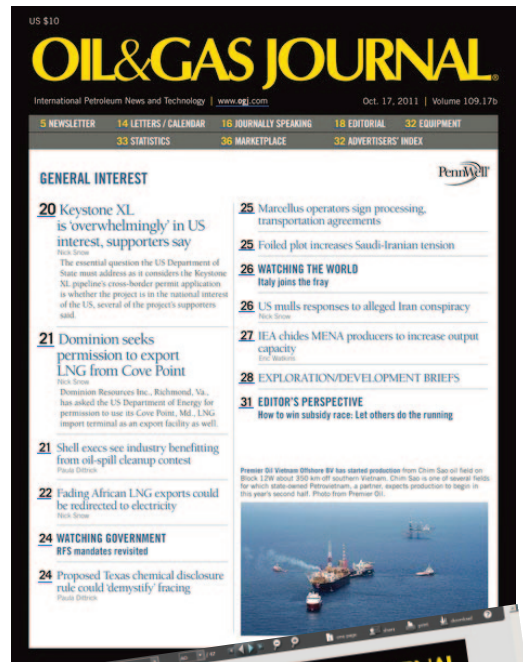 US $10
OIL&GAS JOURNAL®
International Petroleum News and Technology | www.ogj.com
Oct. 17, 2011 | Volume 109.17b
5 NEWSLETTER 14 LETTERS / CALENDAR 16 JOURNALLY SPEAKING 18 EDITORIAL 32 EQUIPMENT
33 STATISTICS 36 MARKETPLACE 32 ADVERTISERS' INDEX
PennWell
GENERAL INTEREST
20 Keystone XL
is 'overwhelmingly' in US
interest, supporters say
Nick Snow
The essential question the US Department of
State must address as it considers the Keystone
XL pipeline's cross-border permit application
is whether the project is in the national interest
of the US, several of the project's supporters
said.
21 Dominion seeks
permission to export
LNG from Cove Point
Nick Snow
Dominion Resources Inc., Richmond, Va.,
has asked the US Department of Energy for
permission to use its Cove Point, Md., LNG
import terminal as an export facility as well.
21 Shell execs see industry benefitting
from oil-spill cleanup contest
Paula Dittrick
22 Fading African LNG exports could
be redirected to electricity
Nick Snow
24 WATCHING GOVERNMENT
RFS mandates revisited
24 Proposed Texas chemical disclosure
rule could 'demystify' fracing
Paula Dittrick
25 Marcellus operators sign processing,
transportation agreements
25 Foiled plot increases Saudi-Iranian tension
26 WATCHING THE WORLD
Italy joins the fray
26 US mulls responses to alleged Iran conspiracy
Nick Snow
27 IEA chides MENA producers to increase output
capacity
Eric Watkins
28 EXPLORATION/DEVELOPMENT BRIEFS
31 EDITOR'S PERSPECTIVE
How to win subsidy race: Let others do the running
Premier Oil Vietnam Offshore BV has started production from Chim Sao oil field on
Block 12W about 350 km off southern Vietnam. Chim Sao is one of several fields
for which state-owned Petrovietnam, a partner, expects production to begin in
this year's second half. Photo from Premier Oil.
share
print
download